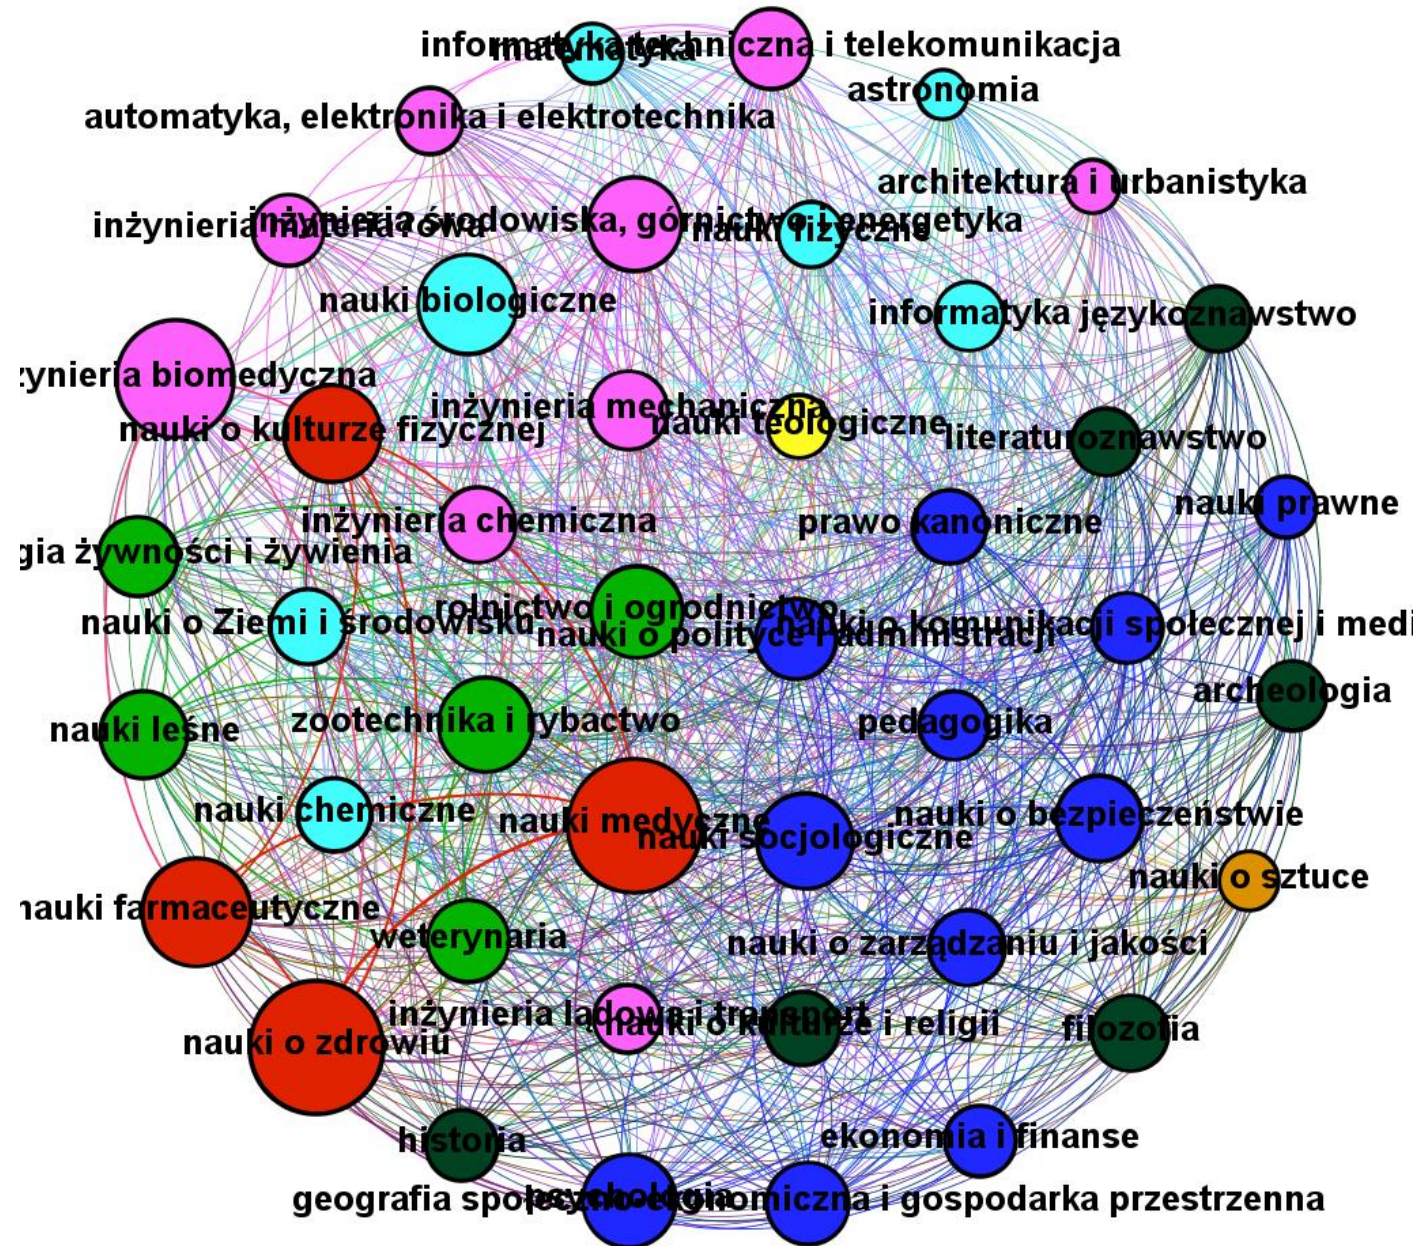 informatyka techniczna i telekomunikacja
matematyka
astronomia
automatyka, elektronika i elektrotechnika
architektura i urbanistyka
inżynieria materiałowa
inżynieria środowiska, górnictwo i energetyka
nauki fizyczne
nauki biologiczne
informatyka
językoznawstwo
zynieria biomedyczna
nauki o kulturze fizycznej
inżynieria mechaniczna
nauki teologiczne
literaturoznawstwo
nauki prawne
inżynieria chemiczna
prawo kanoniczne
gia żywności i żywienia
nauki o Ziemi i środowisku
rolnictwo i ogrodnictwo
nauki o polityce i administracji
nauki o komunikacji społecznej i medi
archeologia
nauki leśne
zootechnika i rybactwo
pedagogika
nauki chemiczne
nauki medyczne
nauki socjologiczne
nauki o bezpieczeństwie
nauki o sztuce
nauki farmaceutyczne
weterynaria
nauki o zarządzaniu i jakości
inżynieria lądowa i transport
nauki o kulturze i religii
filozofia
nauki o zdrowiu
historia
ekonomia i finanse
geografia społeczno-ekonomiczna i gospodarka przestrzenna
psychologia